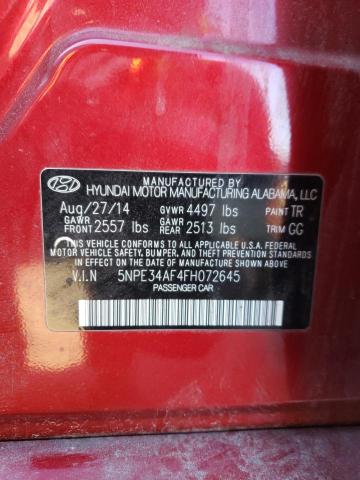 MFD BY
HYUNDAI MOTOR MANUFACTURING ALABAMA, LLC
Aug/27/14 GVWR 4497 lbs PAINT TR
GAWR FRONT 2557 lbs GAWR REAR 2513 lbs TRIM GG
THIS VEHICLE CONFORMS TO ALL APPLICABLE U.S.A. FEDERAL
MOTOR VEHICLE SAFETY, BUMPER, AND THEFT PREVENTION
STANDARDS IN EFFECT ON THE DATE OF MANUFACTURE SHOWN ABOVE.
V.I.N 5NPE34AF4FH072645
PASSENGER CAR